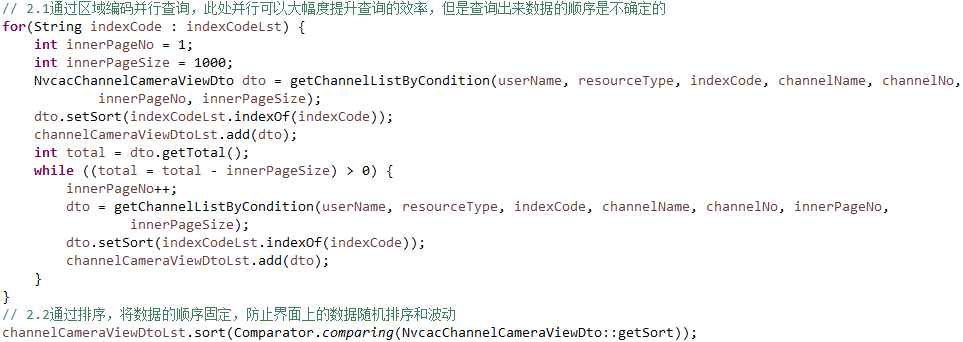 // 2.1通过区域编码并行查询，此处并行可以大幅度提升查询的效率，但是查询出来数据的顺序是不确定的
for(String indexCode : indexCodeLst) {
    int innerPageNo = 1;
    int innerPageSize = 1000;
    NvcacChannelCameraViewDto dto = getChannelListByCondition(userName, resourceType, indexCode, channelName, channelNo,
            innerPageNo, innerPageSize);
    dto.setSort(indexCodeLst.indexOf(indexCode));
    channelCameraViewDtoLst.add(dto);
    int total = dto.getTotal();
    while ((total = total - innerPageSize) > 0) {
        innerPageNo++;
        dto = getChannelListByCondition(userName, resourceType, indexCode, channelName, channelNo, innerPageNo,
                innerPageSize);
        dto.setSort(indexCodeLst.indexOf(indexCode));
        channelCameraViewDtoLst.add(dto);
    }
}
// 2.2通过排序，将数据的顺序固定，防止界面上的数据随机排序和波动
channelCameraViewDtoLst.sort(Comparator.comparing(NvcacChannelCameraViewDto::getSort));